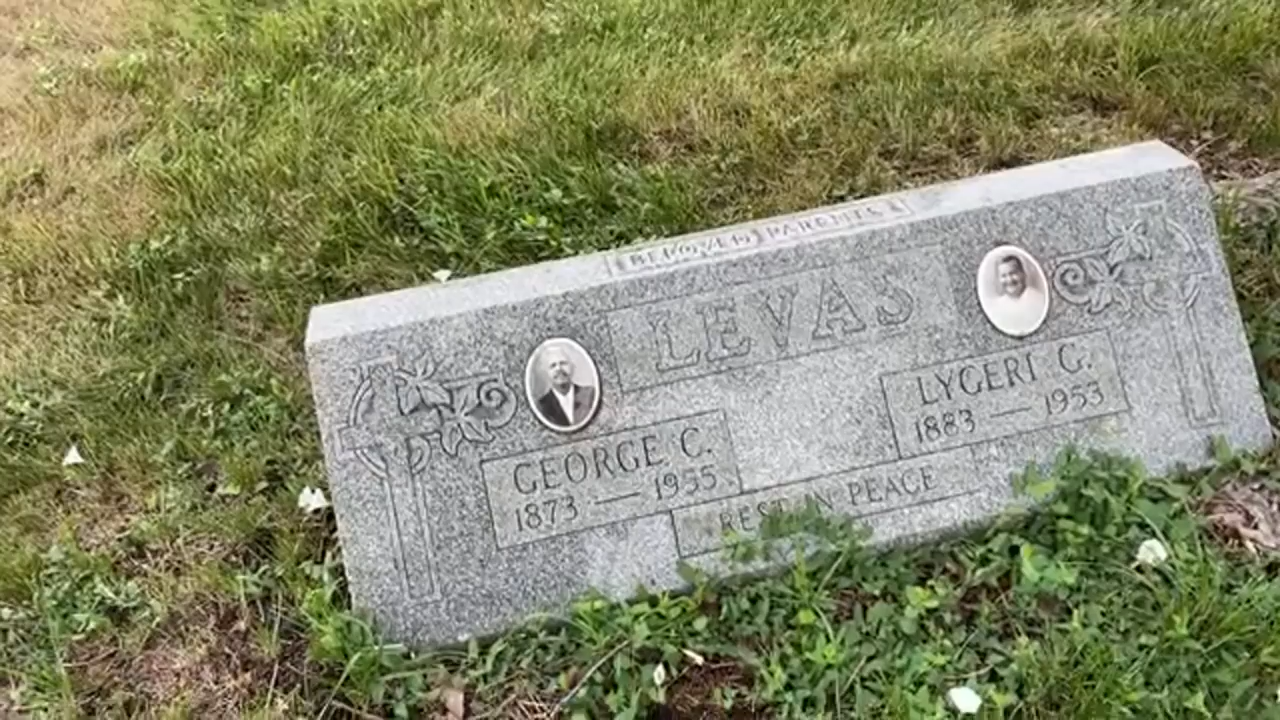 BELOVED PARENTS
LEVAS
GEORGE C.
1873 — 1955
LYGERI G.
1883 — 1953
REST IN PEACE